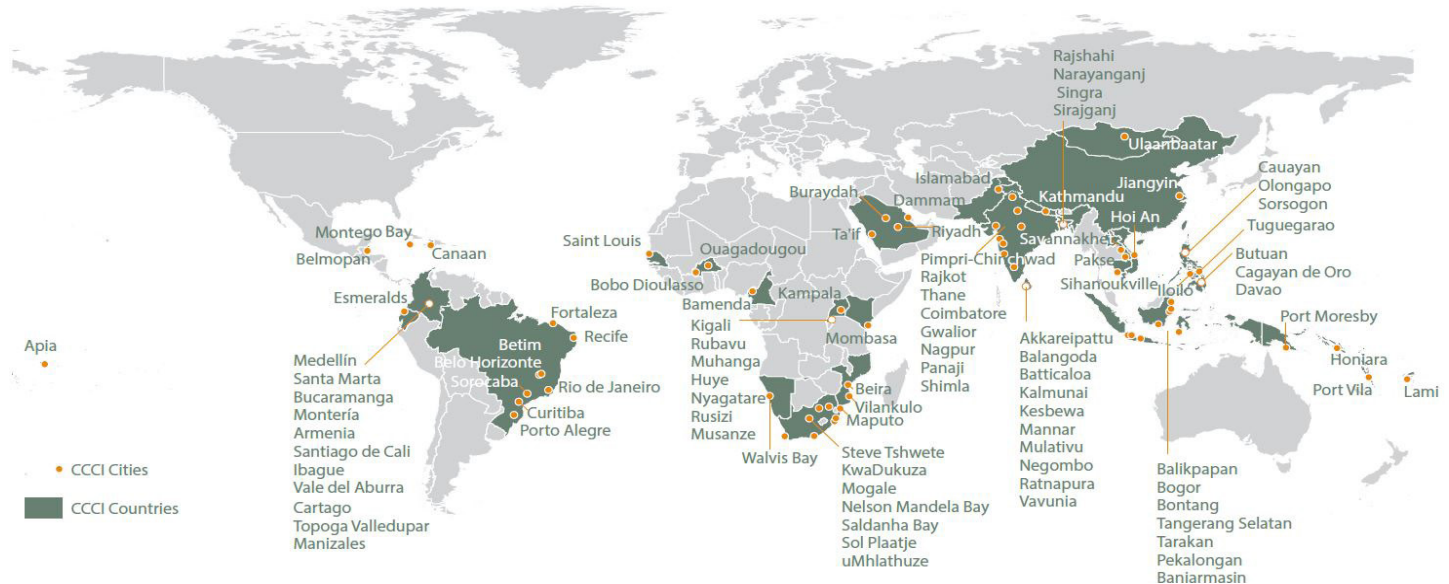 Rajshahi
Narayanganj
Singra
Sirajganj
Ulaanbaatar
Cauayan
Olongapo
Sorsogon
Tuguegarao
Butuan
Cagayan de Oro
Davao
Islamabad
Kathmandu
Jiangyin
Hoi An
Buraydah
Dammam
Ta'if
Riyadh
Savannakhet
Pakse
Sihanoukville
Iloilo
Pimpri-Chinchwad
Rajkot
Thane
Coimbatore
Gwalior
Nagpur
Panaji
Shimla
Montego Bay
Belmopan
Canaan
Saint Louis
Ouagadougou
Bobo Dioulasso
Bamenda
Kampala
Kigali
Rubavu
Muhanga
Huye
Nyagatare
Rusizi
Musanze
Mombasa
Esmeralds
Fortaleza
Recife
Betim
Belo Horizonte
Sorocaba
Rio de Janeiro
Curitiba
Porto Alegre
Apia
Medellín
Santa Marta
Bucaramanga
Montería
Armenia
Santiago de Cali
Ibague
Vale del Aburra
Cartago
Topoga Valledupar
Manizales
Beira
Vilankulo
Maputo
Walvis Bay
Steve Tshwete
KwaDukuza
Mogale
Nelson Mandela Bay
Saldanha Bay
Sol Plaatje
uMhlathuze
Akkareipattu
Balangoda
Batticaloa
Kalmunai
Kesbewa
Mannar
Mulativu
Negombo
Ratnapura
Vavunia
Port Moresby
Honiara
Port Vila
Lami
Balikpapan
Bogor
Bontang
Tangerang Selatan
Tarakan
Pekalongan
Banjarmasin
CCCI Cities
CCCI Countries